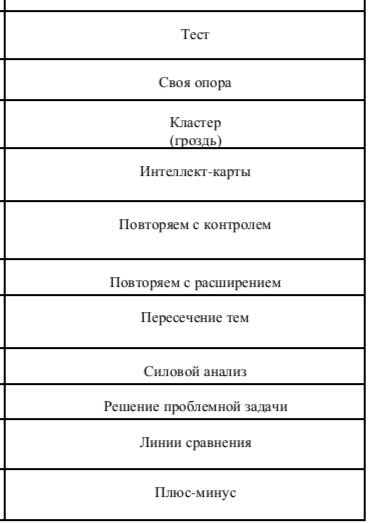 Тест
Своя опора
Кластер
(гроздь)
Интеллект-карты
Повторяем с контролем
Повторяем с расширением
Пересечение тем
Силовой анализ
Решение проблемной задачи
Линии сравнения
Плюс-минус